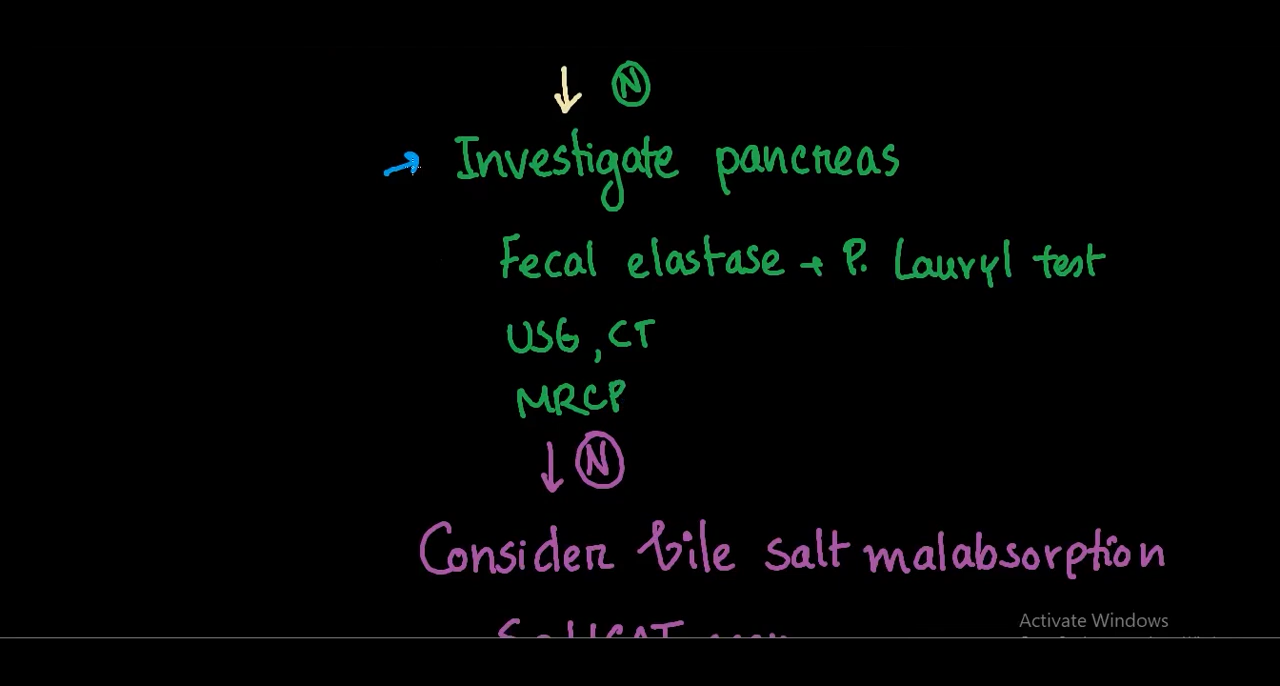 ↓ Ⓝ
→ Investigate pancreas
Fecal elastase → P. Lauryl test
USG, CT
MRCP
↓ Ⓝ
Consider bile salt malabsorption
Activate Windows